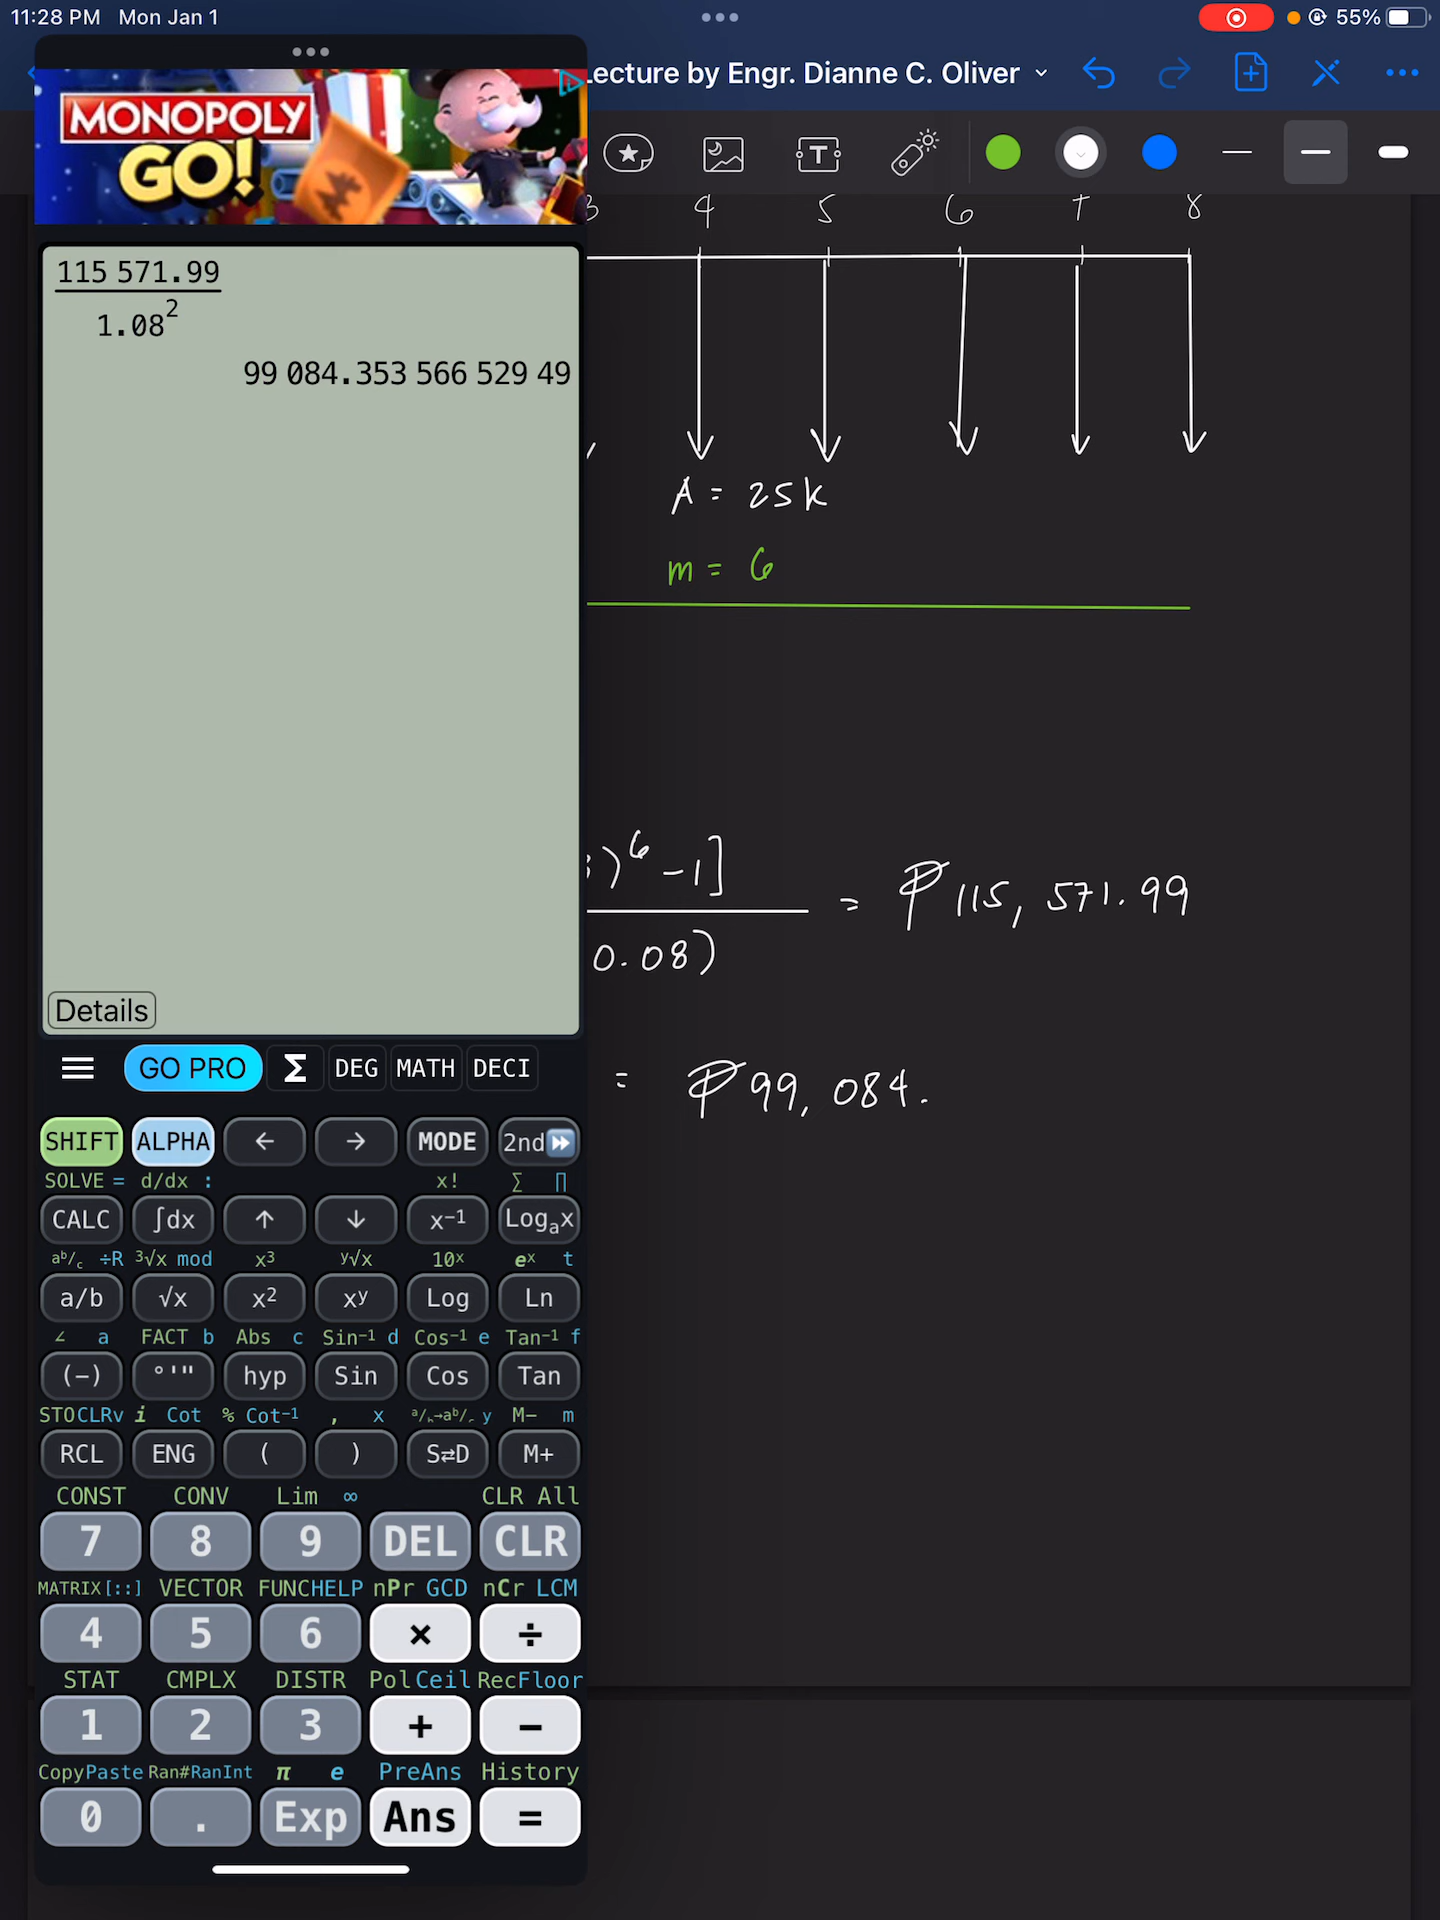 11:28 PM Mon Jan 1
55%
Lecture by Engr. Dianne C. Oliver
MONOPOLY
GO!
T
3 4 5 6 7 8
115 571.99
1.08²
99 084.353 566 529 49
A = 25k
m = 6
)⁶ -1]
= ₱115, 571.99
0.08)
= ₱99, 084.
Details
GO PRO Σ DEG MATH DECI
SHIFT ALPHA ← → MODE 2nd
SOLVE = d/dx : x! ∑ ∏
CALC ∫dx ↑ ↓ x⁻¹ Logₐx
aᵇ/c ÷R ³√x mod x³ ʸ√x 10ˣ eˣ t
a/b √x x² xʸ Log Ln
∠ a FACT b Abs c Sin⁻¹ d Cos⁻¹ e Tan⁻¹ f
(−) °'" hyp Sin Cos Tan
STO CLRv i Cot % Cot⁻¹ , x y M− m
RCL ENG ( ) S⇄D M+
CONST CONV Lim ∞ CLR All
7 8 9 DEL CLR
MATRIX [::] VECTOR FUNC HELP nPr GCD nCr LCM
4 5 6 × ÷
STAT CMPLX DISTR Pol Ceil Rec Floor
1 2 3 + −
Copy Paste Ran# RanInt π e PreAns History
0 . Exp Ans =